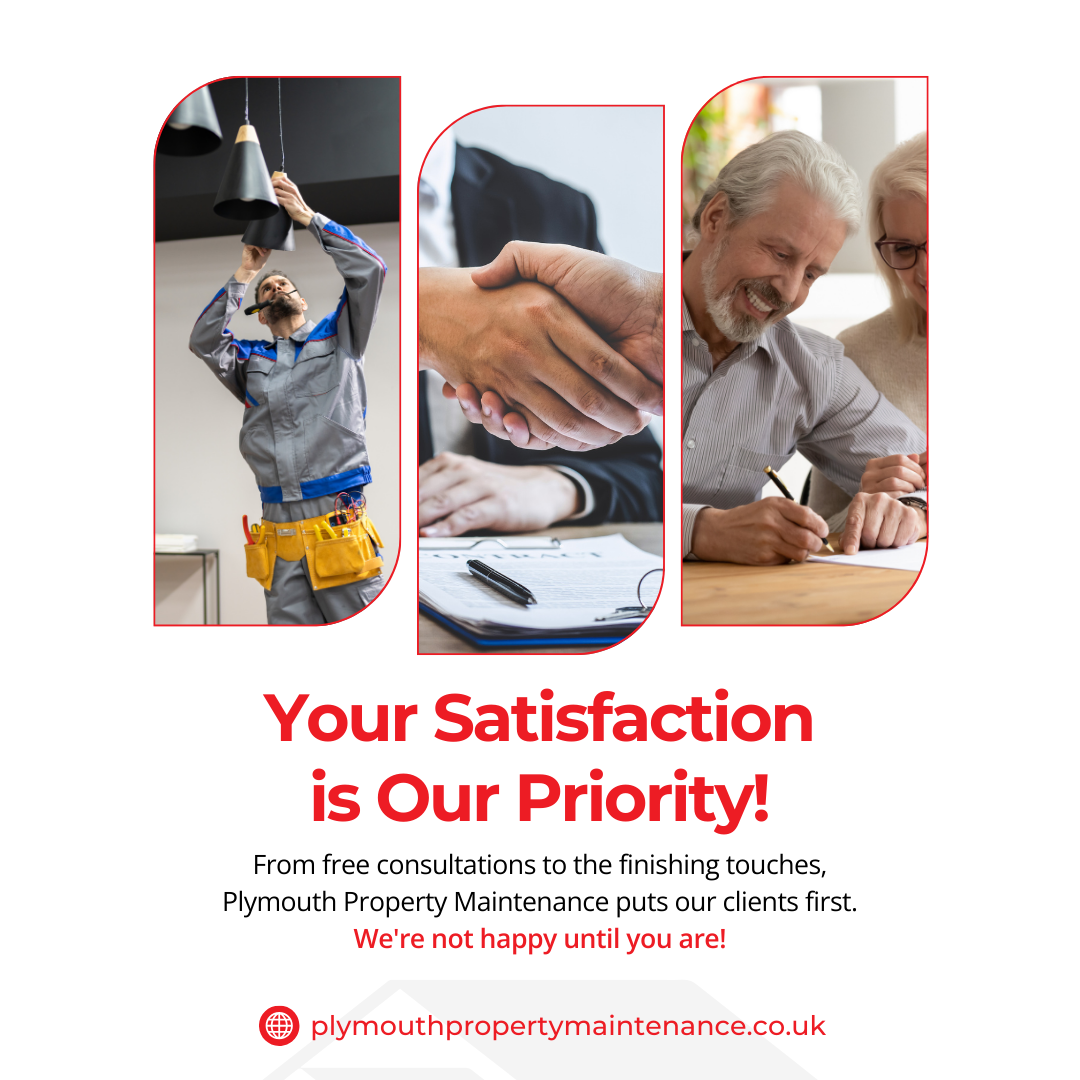 CONTRACT
Your Satisfaction
is Our Priority!
From free consultations to the finishing touches,
Plymouth Property Maintenance puts our clients first.
We're not happy until you are!
plymouthpropertymaintenance.co.uk